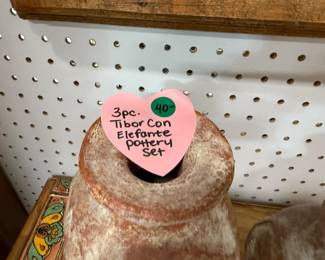 3pc. 40-
Tibor Con
Elefante
pottery
Set